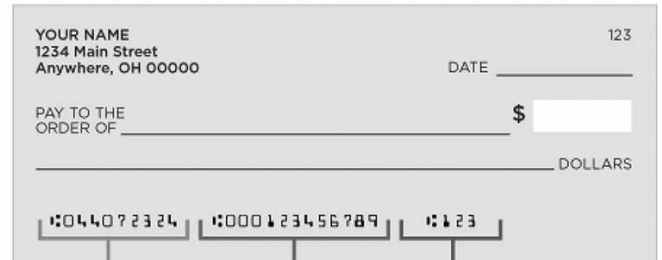 YOUR NAME 123
1234 Main Street
Anywhere, OH 00000
DATE
PAY TO THE
ORDER OF $
DOLLARS
⑆044072324 ⑆000123456789 ⑆123